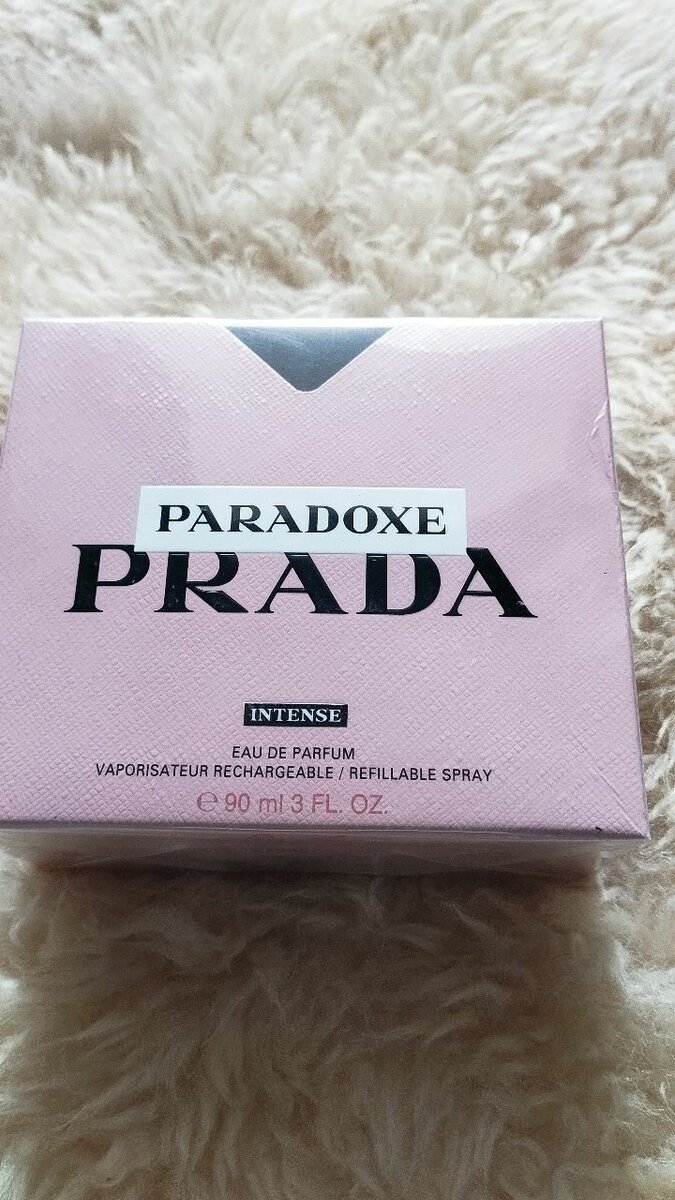 PARADOXE
PRADA
INTENSE
EAU DE PARFUM
VAPORISATEUR RECHARGEABLE / REFILLABLE SPRAY
℮ 90 ml 3 FL. OZ.